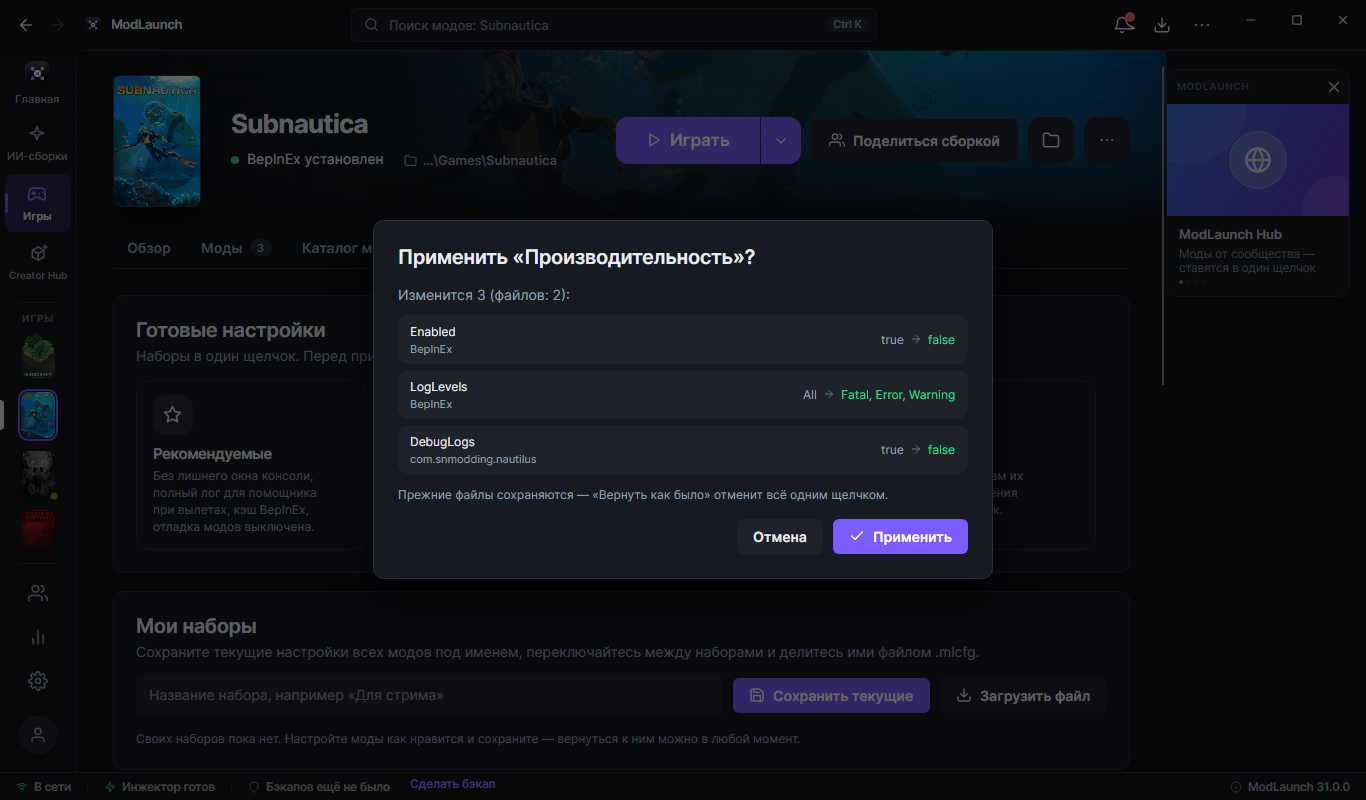 ModLaunch
Поиск модов: Subnautica
Ctrl K
Главная
ИИ-сборки
Игры
Creator Hub
ИГРЫ
MINECRAFT
SUBNAUTICA
Subnautica
BepInEx установлен
...\Games\Subnautica
Играть
Поделиться сборкой
MODLAUNCH
ModLaunch Hub
Моды от сообщества —
ставятся в один щелчок
Обзор
Моды 3
Каталог м
Готовые настройки
Наборы в один щелчок. Перед при
Рекомендуемые
Без лишнего окна консоли,
полный лог для помощника
при вылетах, кэш BepInEx,
отладка модов выключена.
ам их
ния
к.
Применить «Производительность»?
Изменится 3 (файлов: 2):
Enabled
BepInEx
true → false
LogLevels
BepInEx
All → Fatal, Error, Warning
DebugLogs
com.snmodding.nautilus
true → false
Прежние файлы сохраняются — «Вернуть как было» отменит всё одним щелчком.
Отмена
Применить
Мои наборы
Сохраните текущие настройки всех модов под именем, переключайтесь между наборами и делитесь ими файлом .mlcfg.
Название набора, например «Для стрима»
Сохранить текущие
Загрузить файл
Своих наборов пока нет. Настройте моды как нравится и сохраните — вернуться к ним можно в любой момент.
В сети
Инжектор готов
Бэкапов ещё не было
Сделать бэкап
ModLaunch 31.0.0